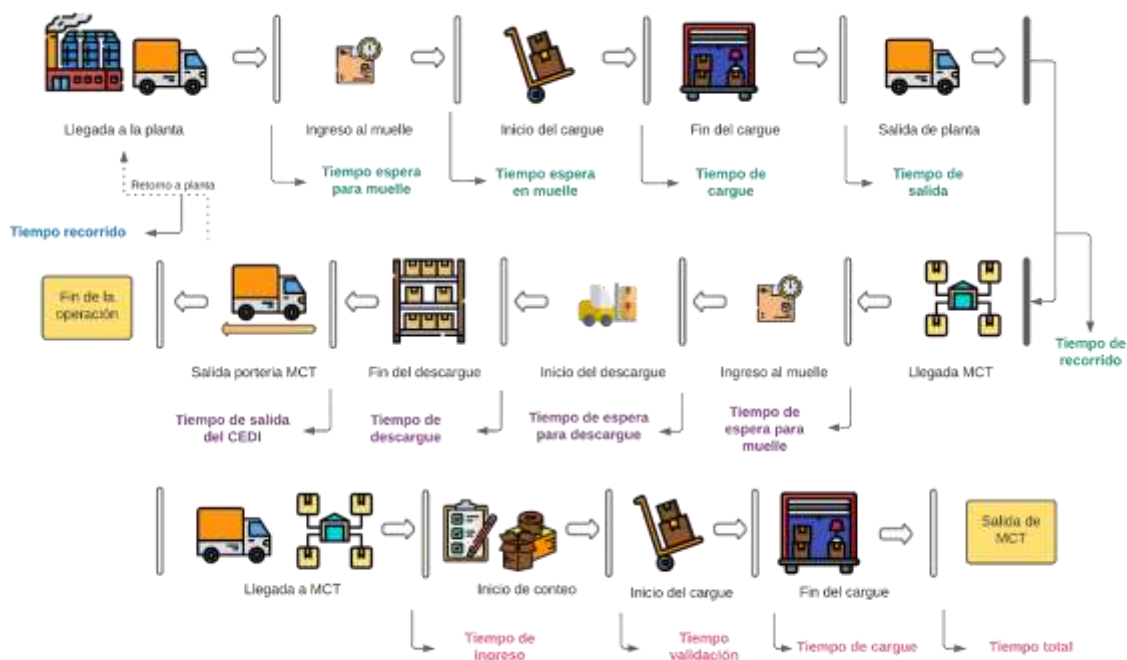 Llegada a la planta
Ingreso al muelle
Inicio del cargue
Fin del cargue
Salida de planta
Tiempo espera
para muelle
Tiempo espera
en muelle
Tiempo de
cargue
Tiempo de
salida
Retorno a planta
Tiempo recorrido
Fin de la
operación
Salida porteria MCT
Fin del descargue
Inicio del descargue
Ingreso al muelle
Llegada MCT
Tiempo de
recorrido
Tiempo de salida
del CEDI
Tiempo de
descargue
Tiempo de espera
para descargue
Tiempo de
espera para
muelle
Llegada a MCT
Inicio de conteo
Inicio del cargue
Fin del cargue
Salida de
MCT
Tiempo de
ingreso
Tiempo
validación
Tiempo de cargue
Tiempo total